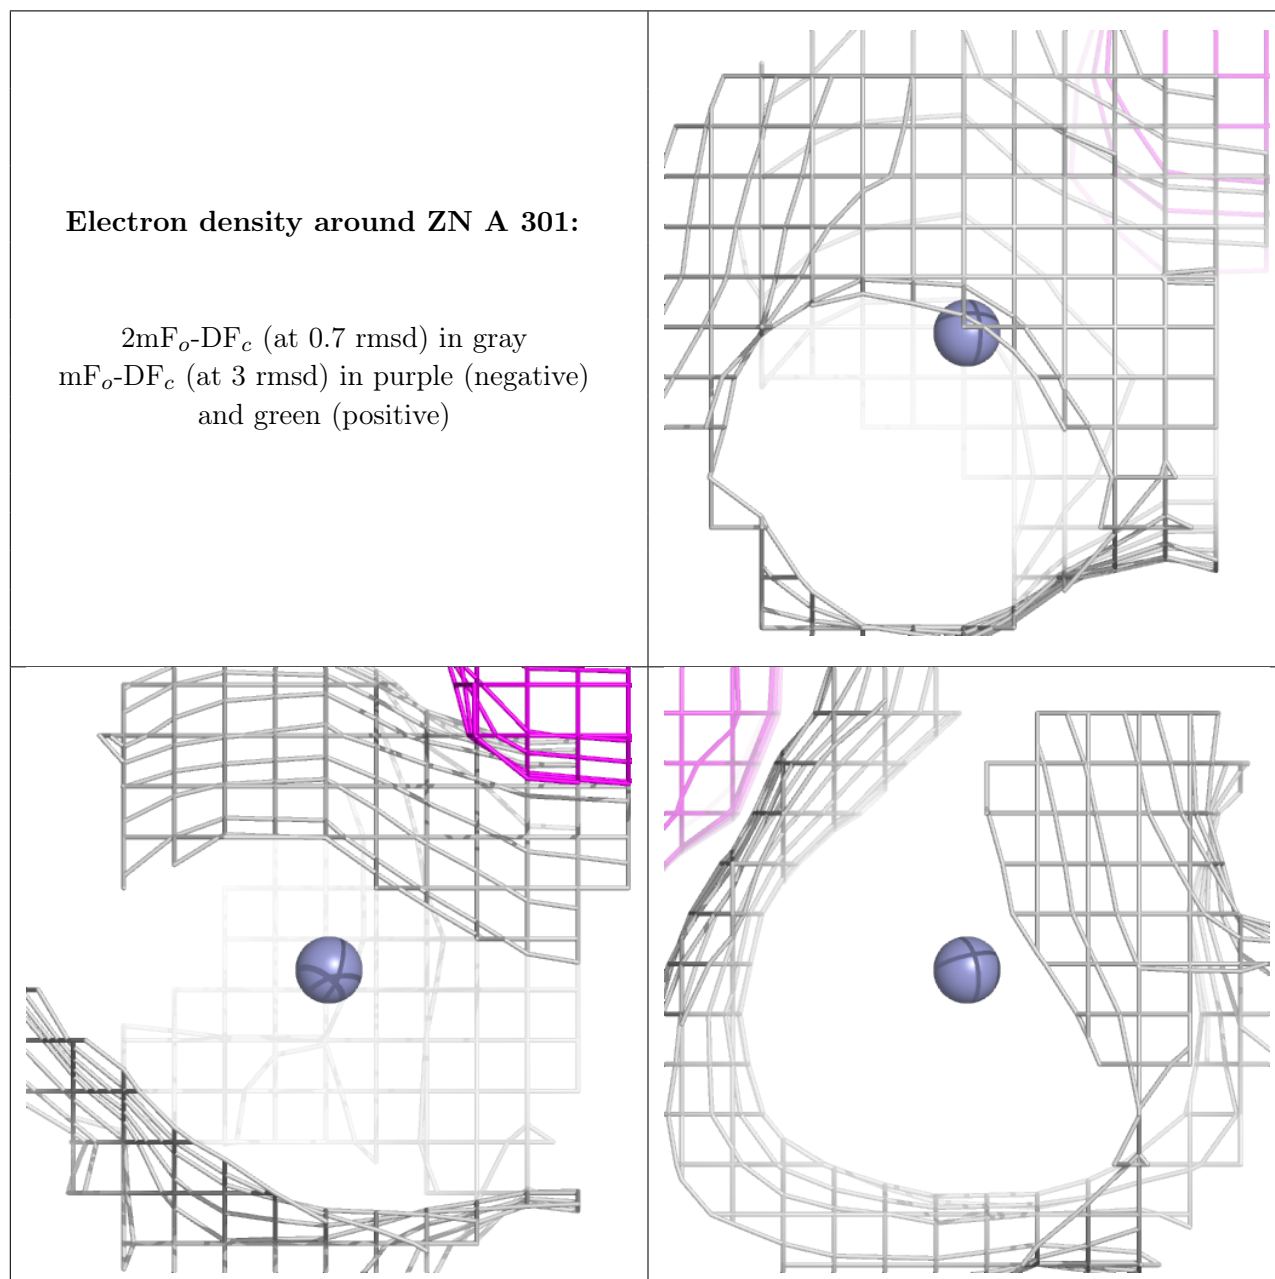 Electron density around ZN A 301:
2mFo-DFc (at 0.7 rmsd) in gray
mFo-DFc (at 3 rmsd) in purple (negative)
and green (positive)